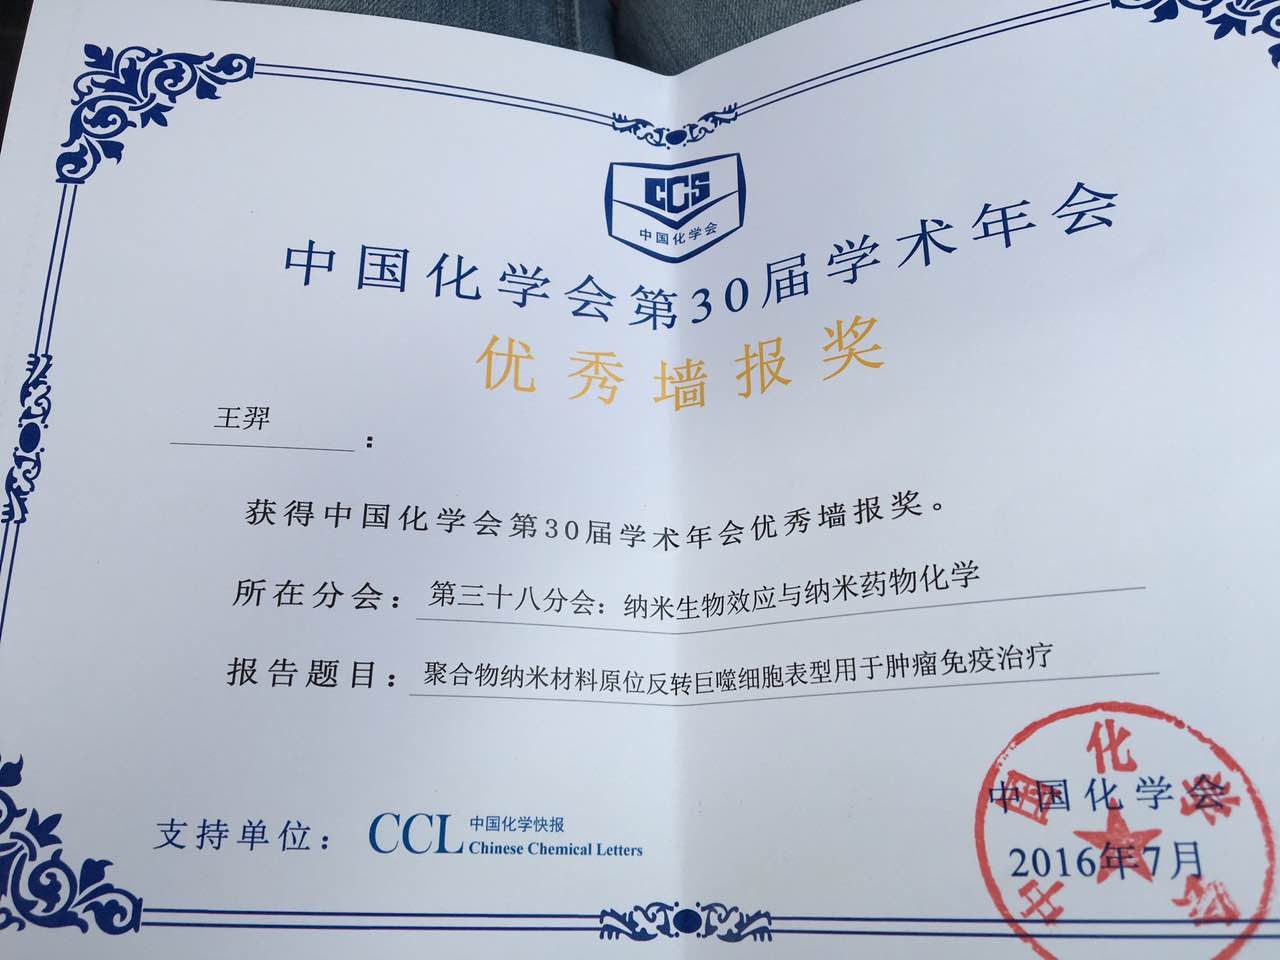 CCS
中国化学会
中国化学会第30届学术年会
优秀墙报奖
王羿：
获得中国化学会第30届学术年会优秀墙报奖。
所在分会：第三十八分会：纳米生物效应与纳米药物化学
报告题目：聚合物纳米材料原位反转巨噬细胞表型用于肿瘤免疫治疗
支持单位：CCL 中国化学快报
Chinese Chemical Letters
中国化学会
2016年7月
中国化学会